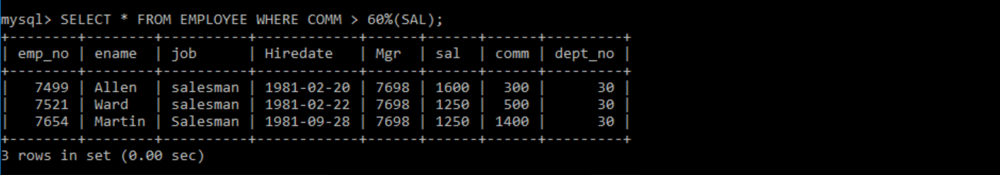 mysql> SELECT * FROM EMPLOYEE WHERE COMM > 60%(SAL);
+--------+--------+----------+------------+------+------+------+---------+
| emp_no | ename  | job      | Hiredate   | Mgr  | sal  | comm | dept_no |
+--------+--------+----------+------------+------+------+------+---------+
|   7499 | Allen  | salesman | 1981-02-20 | 7698 | 1600 |  300 |      30 |
|   7521 | Ward   | salesman | 1981-02-22 | 7698 | 1250 |  500 |      30 |
|   7654 | Martin | Salesman | 1981-09-28 | 7698 | 1250 | 1400 |      30 |
+--------+--------+----------+------------+------+------+------+---------+
3 rows in set (0.00 sec)